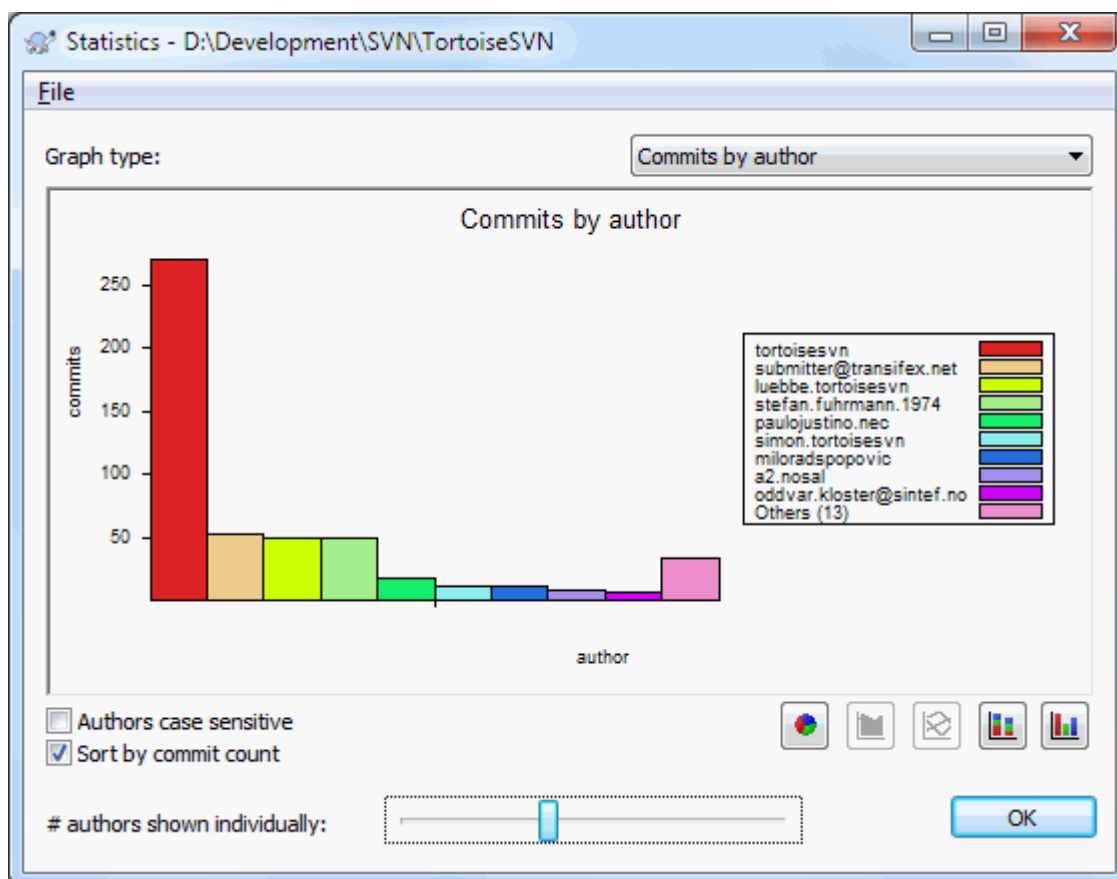 Statistics - D:\Development\SVN\TortoiseSVN
File
Graph type:
Commits by author
Commits by author
250
200
150
100
50
commits
author
tortoisesvn
submitter@transifex.net
luebbe.tortoisesvn
stefan.fuhrmann.1974
paulojustino.nec
simon.tortoisesvn
miloradspopovic
a2.nosal
oddvar.kloster@sintef.no
Others (13)
Authors case sensitive
Sort by commit count
# authors shown individually:
OK